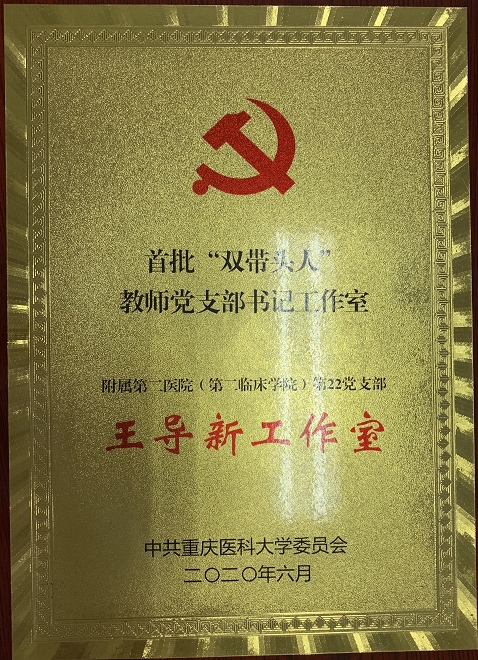 首批“双带头人”
教师党支部书记工作室
附属第二医院（第二临床学院）第22党支部
王导新工作室
中共重庆医科大学委员会
二〇二〇年六月